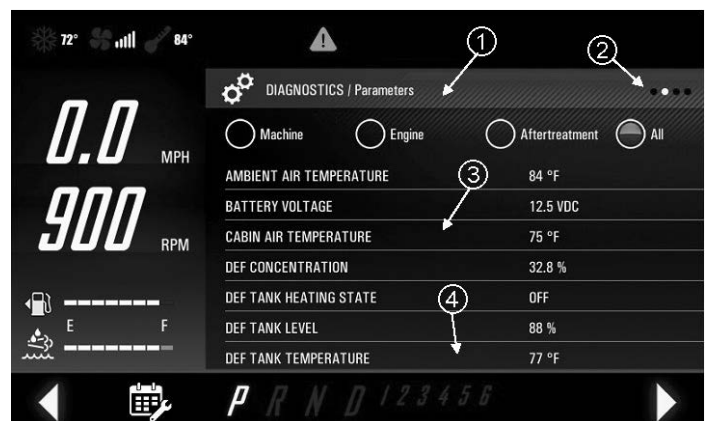 72° 84°
1
2
DIAGNOSTICS / Parameters
Machine Engine Aftertreatment All
0.0 MPH
900 RPM
E F
3
AMBIENT AIR TEMPERATURE 84 °F
BATTERY VOLTAGE 12.5 VDC
CABIN AIR TEMPERATURE 75 °F
DEF CONCENTRATION 32.8 %
4
DEF TANK HEATING STATE OFF
DEF TANK LEVEL 88 %
DEF TANK TEMPERATURE 77 °F
P R N D 1 2 3 4 5 6